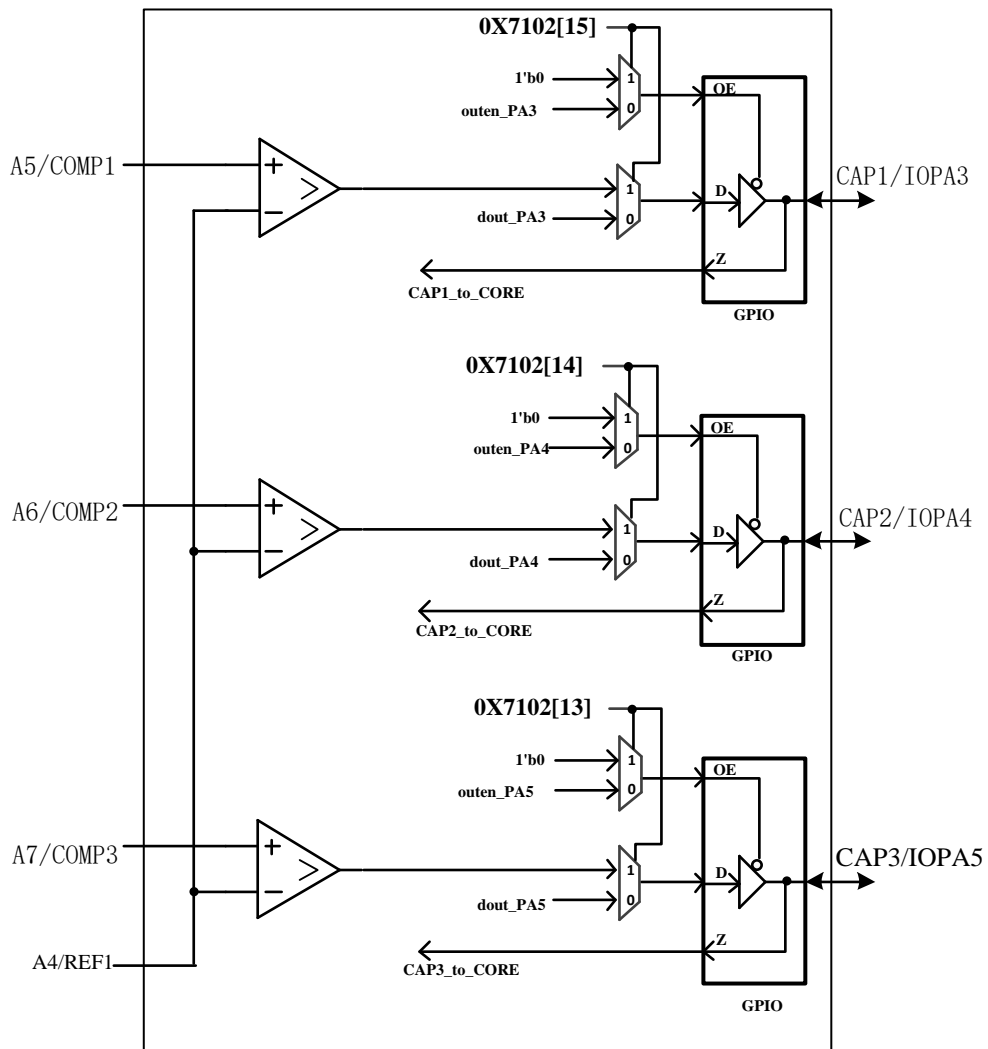 0X7102[15]
1'b0
1
OE
outen_PA3
0
A5/COMP1
+
>
−
1
dout_PA3
0
D
CAP1/IOPA3
Z
CAP1_to_CORE
GPIO
0X7102[14]
1'b0
1
OE
outen_PA4
0
A6/COMP2
+
>
−
1
dout_PA4
0
D
CAP2/IOPA4
Z
CAP2_to_CORE
GPIO
0X7102[13]
1'b0
1
OE
outen_PA5
0
A7/COMP3
+
>
−
1
dout_PA5
0
D
CAP3/IOPA5
Z
CAP3_to_CORE
A4/REF1
GPIO